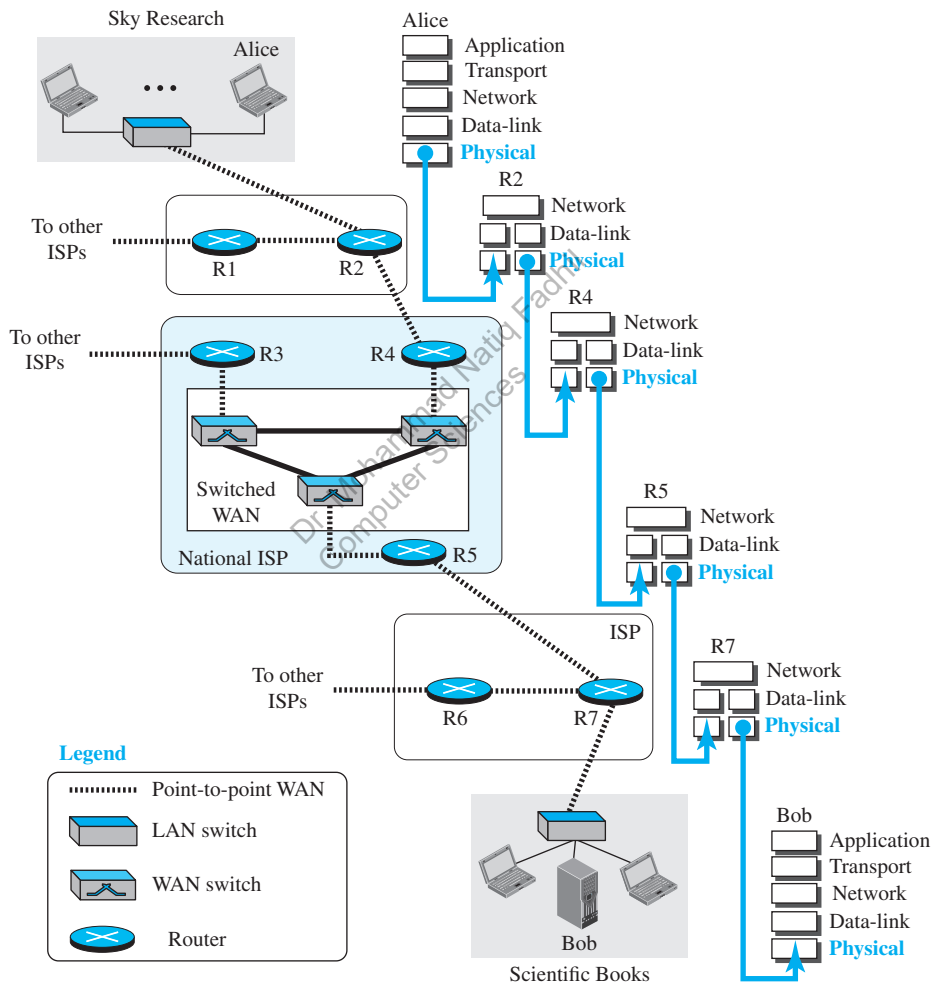 Sky Research
Alice
To other
ISPs
R1
R2
To other
ISPs
R3
R4
Switched
WAN
National ISP
R5
ISP
To other
ISPs
R6
R7
Bob
Scientific Books
Legend
Point-to-point WAN
LAN switch
WAN switch
Router
Alice
Application
Transport
Network
Data-link
Physical
R2
Network
Data-link
Physical
R4
Network
Data-link
Physical
R5
Network
Data-link
Physical
R7
Network
Data-link
Physical
Bob
Application
Transport
Network
Data-link
Physical
Dr. Mohammad Natiq Fadhil
Computer Sciences